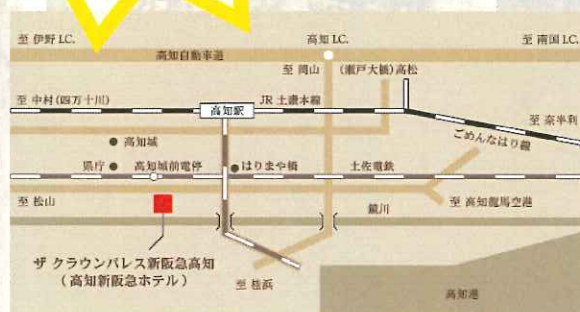 至 伊野 I.C.
高知 I.C.
至 南国 I.C.
高知自動車道
至 岡山
(瀬戸大橋)高松
至 中村(四万十川)
高知駅
JR 土讃本線
至 奈半利
ごめんなはり線
高知城
県庁
高知城前電停
はりまや橋
土佐電鉄
至 松山
鏡川
至 高知龍馬空港
ザ クラウンパレス新阪急高知
(高知新阪急ホテル)
至 桂浜
高知港